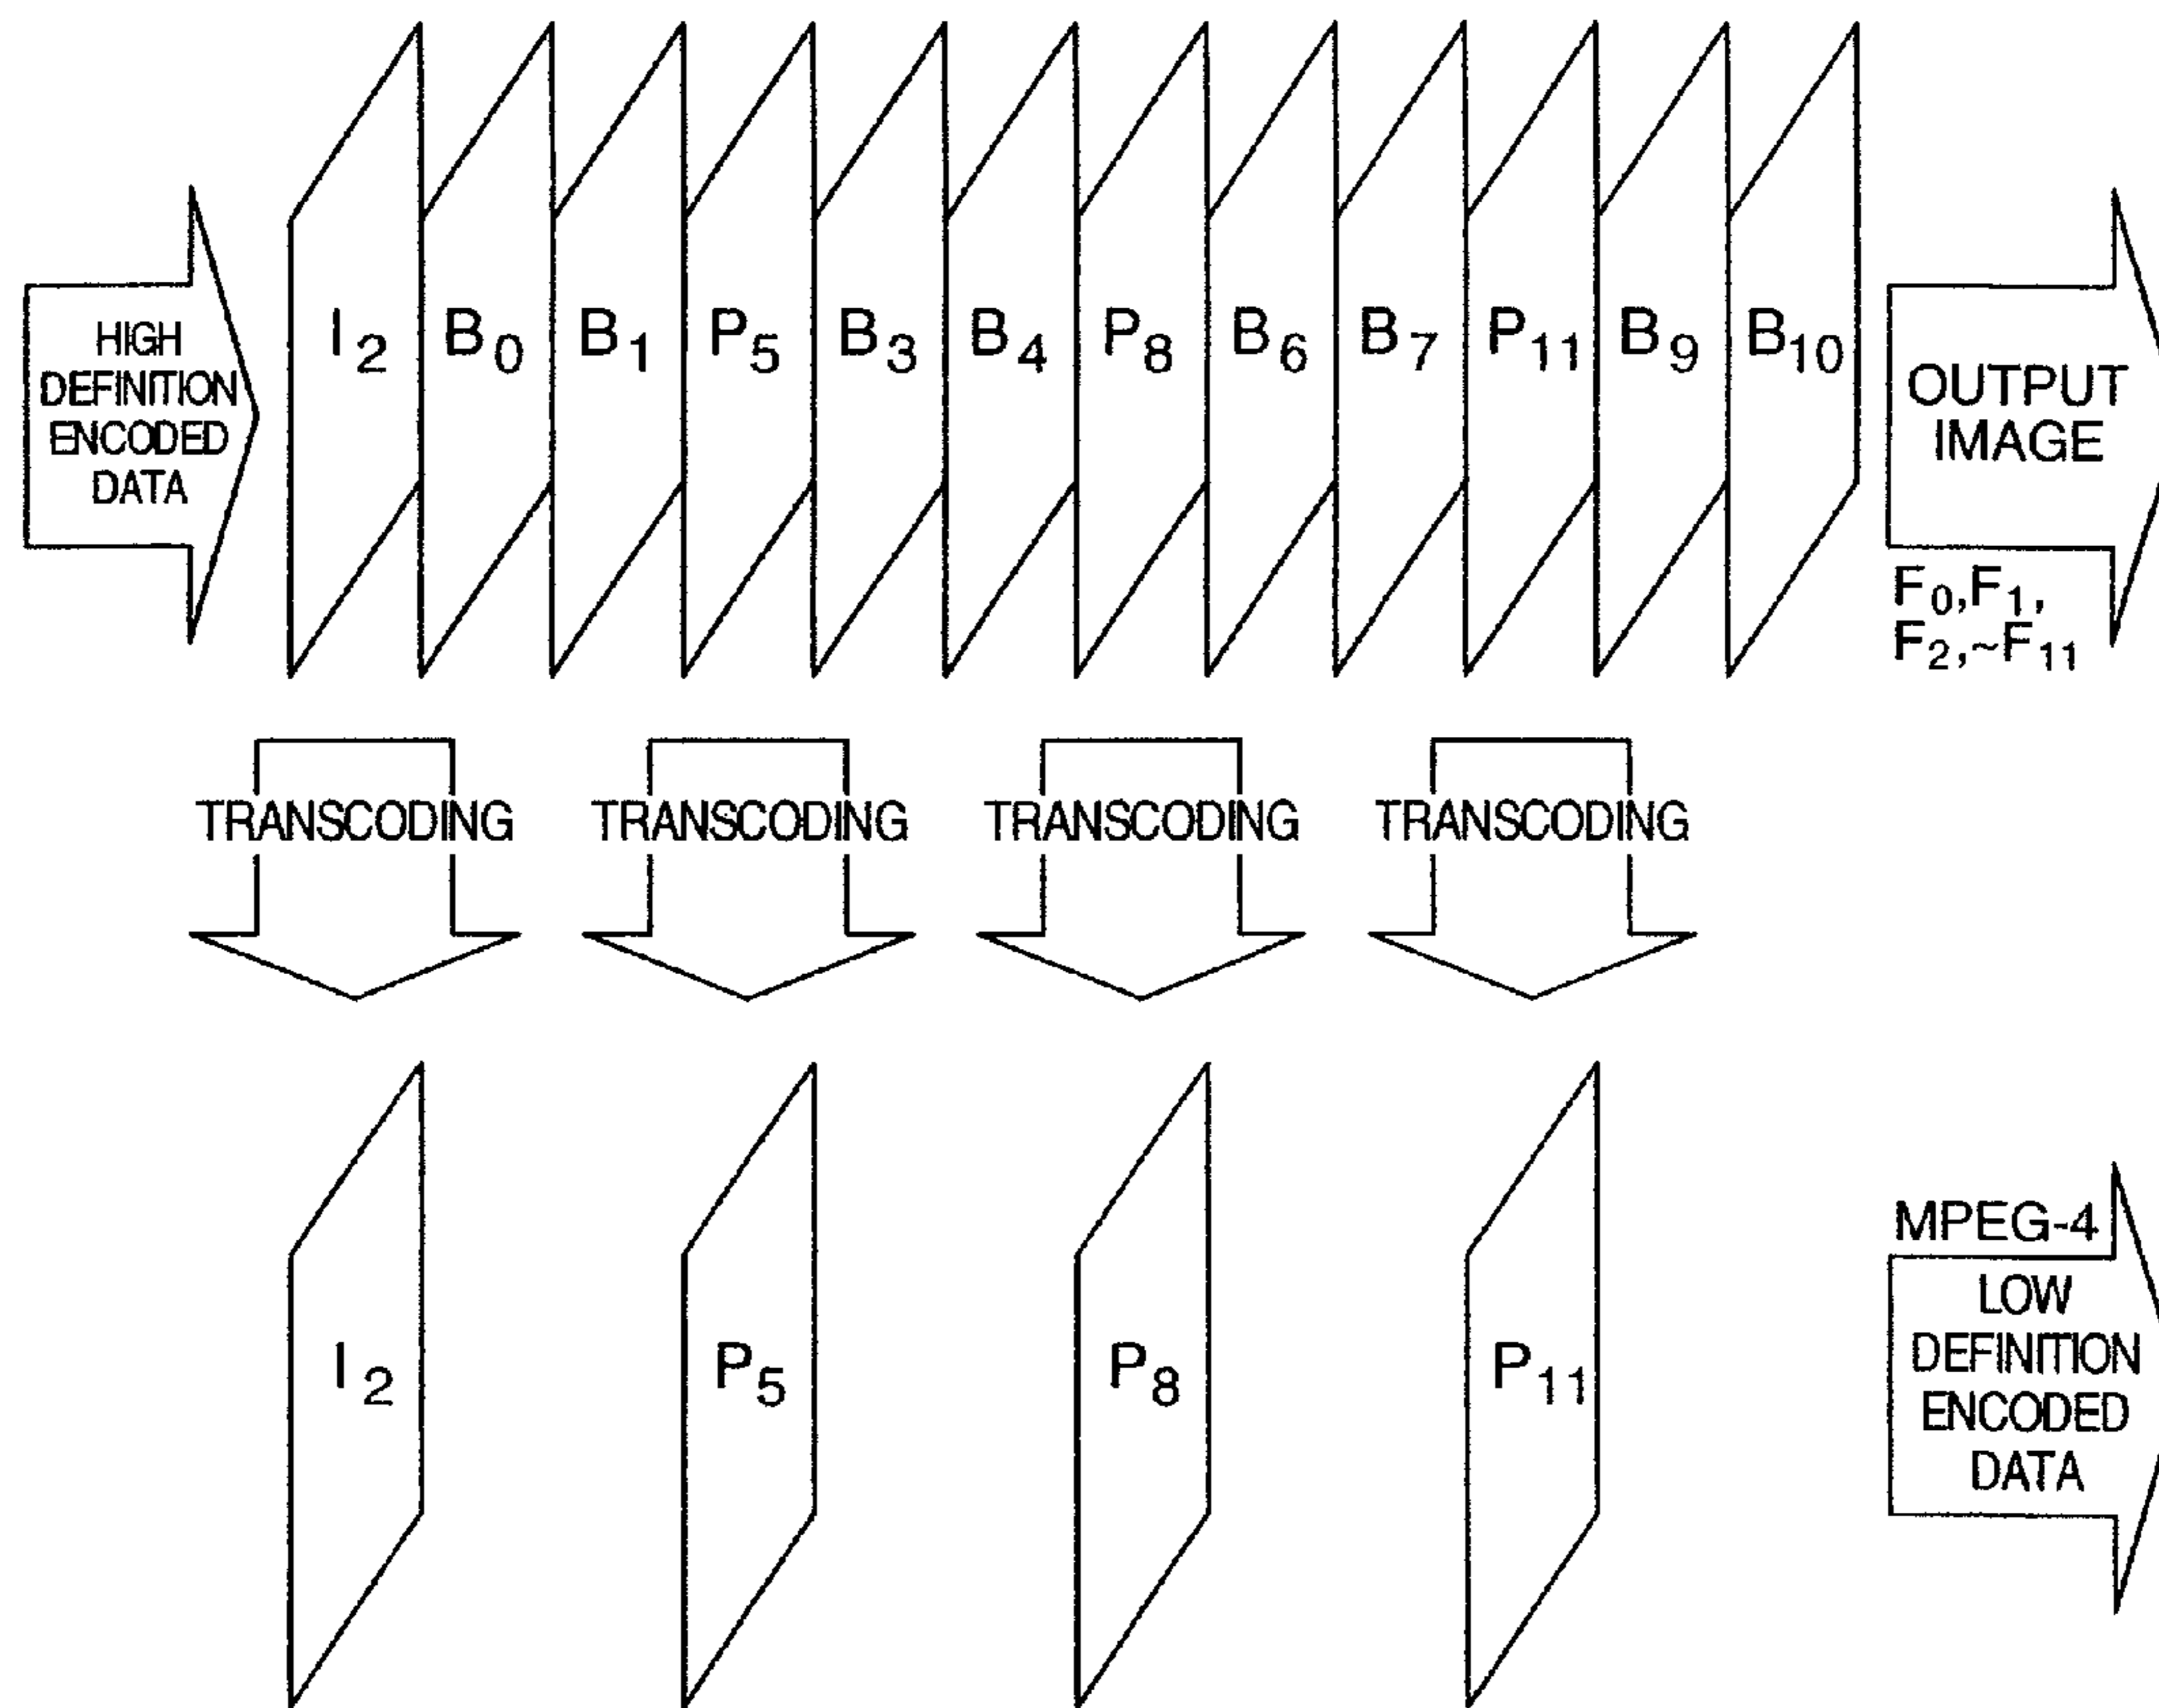 HIGH
DEFINITION
ENCODED
DATA
I2 B0 B1 P5 B3 B4 P8 B6 B7 P11 B9 B10
OUTPUT
IMAGE
F0,F1,
F2,~F11
TRANSCODING TRANSCODING TRANSCODING TRANSCODING
I2 P5 P8 P11
MPEG-4
LOW
DEFINITION
ENCODED
DATA